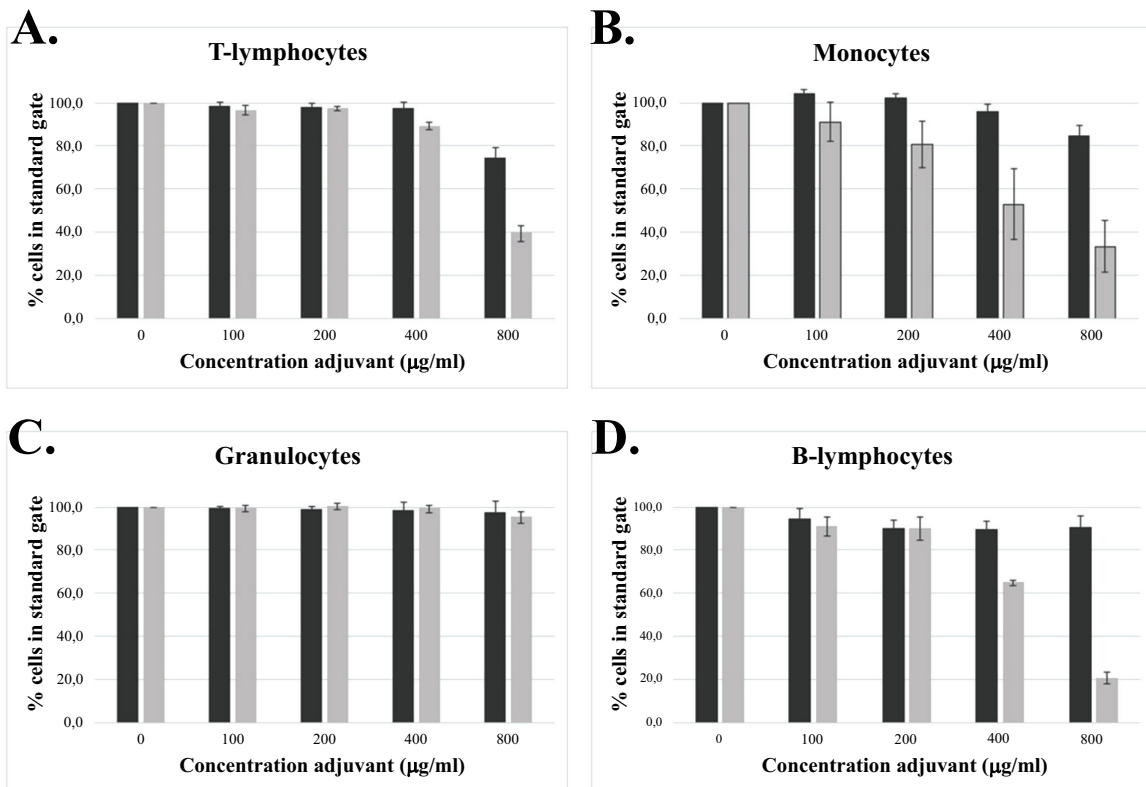 A.
T-lymphocytes
% cells in standard gate
100,0
80,0
60,0
40,0
20,0
0,0
0 100 200 400 800
Concentration adjuvant (μg/ml)
B.
Monocytes
% cells in standard gate
100,0
80,0
60,0
40,0
20,0
0,0
0 100 200 400 800
Concentration adjuvant (μg/ml)
C.
Granulocytes
% cells in standard gate
100,0
80,0
60,0
40,0
20,0
0,0
0 100 200 400 800
Concentration adjuvant (μg/ml)
D.
B-lymphocytes
% cells in standard gate
100,0
80,0
60,0
40,0
20,0
0,0
0 100 200 400 800
Concentration adjuvant (μg/ml)